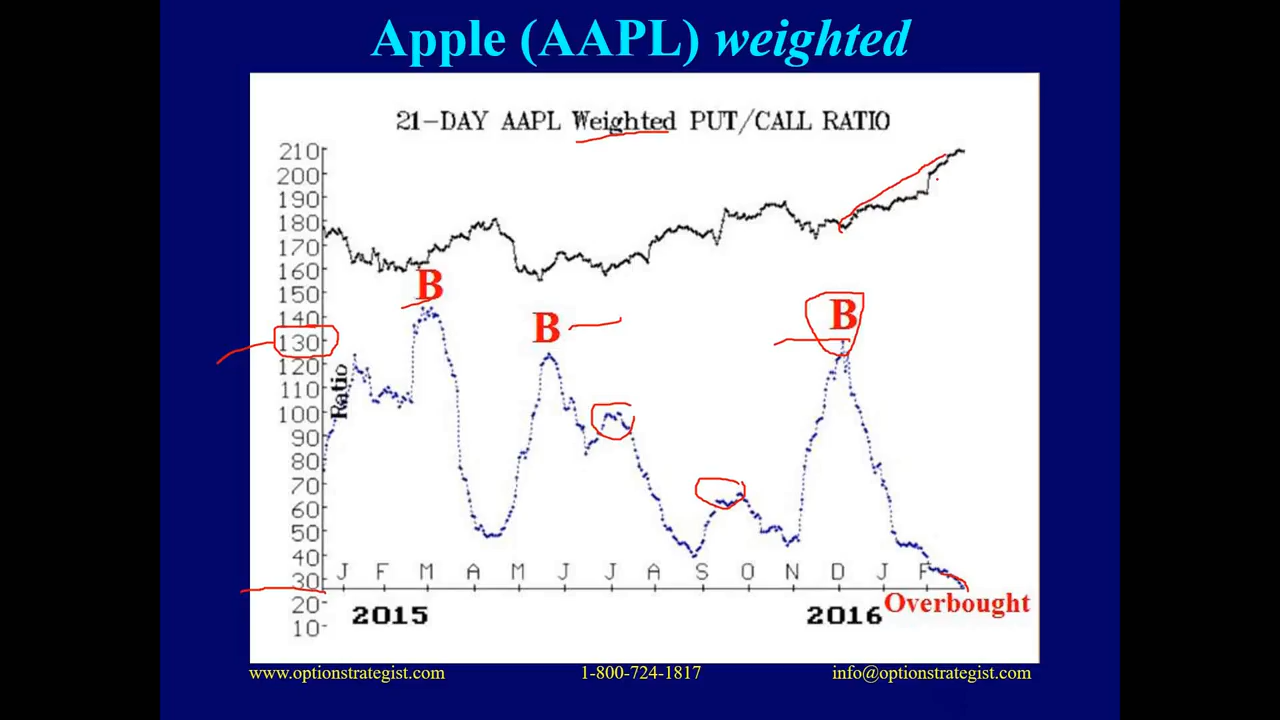 Apple (AAPL) weighted
21-DAY AAPL Weighted PUT/CALL RATIO
210
200
190
180
170
160
150
140
130
120
110
100
90
80
70
60
50
40
30
20
10
Ratio
B
B
B
J F M A M J J A S O N D J F
Overbought
2015 2016
www.optionstrategist.com 1-800-724-1817 info@optionstrategist.com